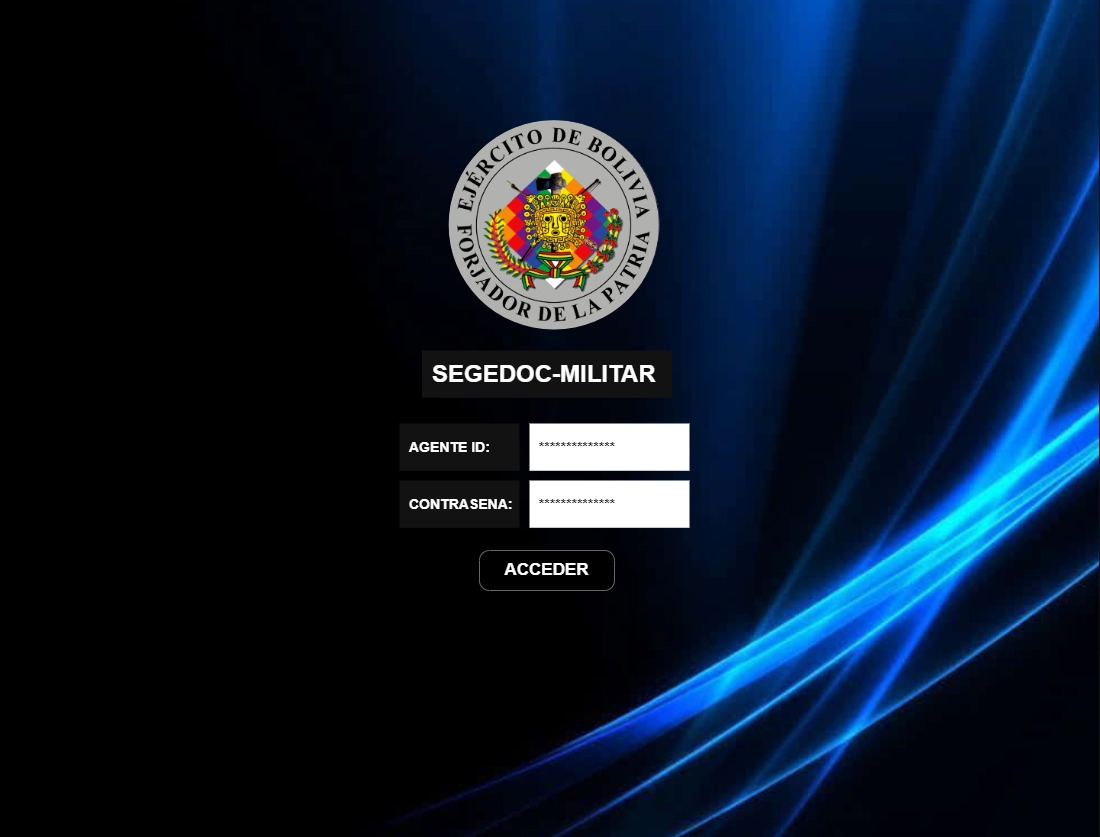 EJÉRCITO DE BOLIVIA
FORJADOR DE LA PATRIA
SEGEDOC-MILITAR
AGENTE ID: **************
CONTRASENA: **************
ACCEDER